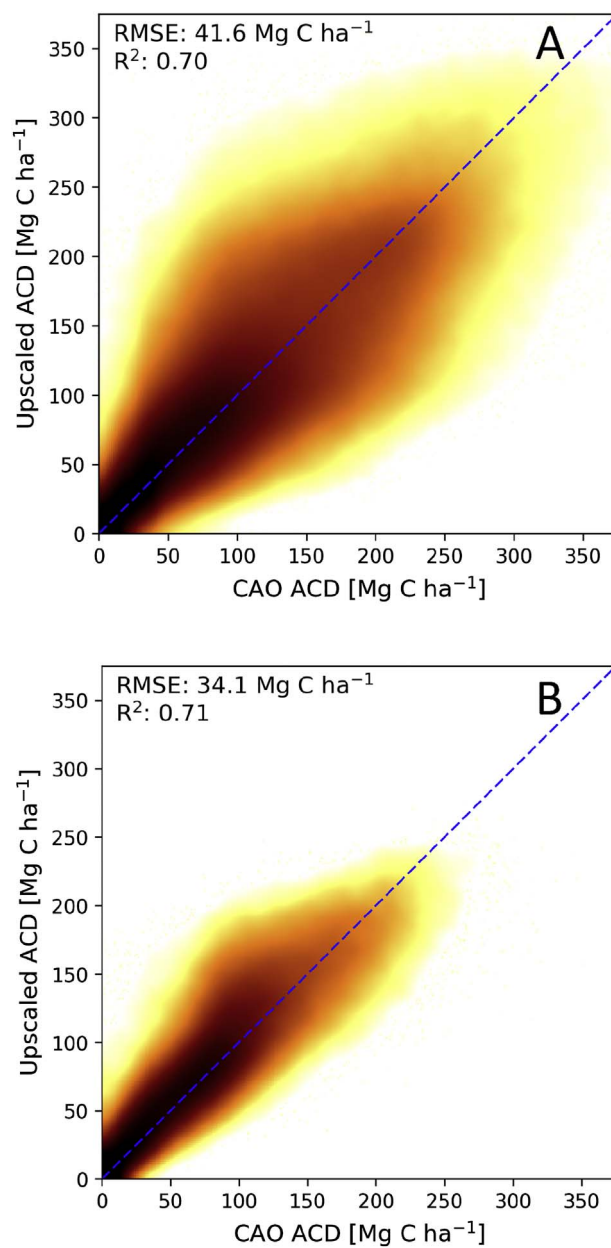 RMSE: 41.6 Mg C ha⁻¹
R²: 0.70
A
350
300
250
200
150
100
50
0
Upscaled ACD [Mg C ha⁻¹]
0 50 100 150 200 250 300 350
CAO ACD [Mg C ha⁻¹]
RMSE: 34.1 Mg C ha⁻¹
R²: 0.71
B
350
300
250
200
150
100
50
0
Upscaled ACD [Mg C ha⁻¹]
0 50 100 150 200 250 300 350
CAO ACD [Mg C ha⁻¹]